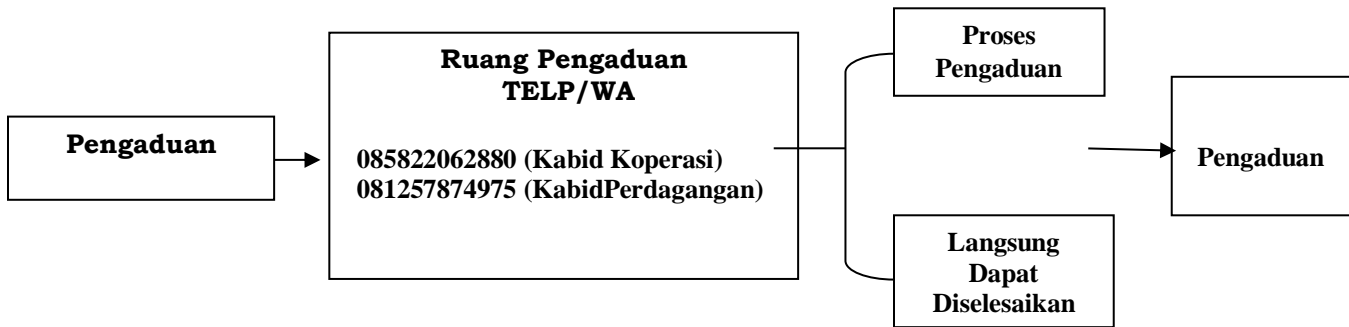 Pengaduan
Ruang Pengaduan
TELP/WA
085822062880 (Kabid Koperasi)
081257874975 (KabidPerdagangan)
Proses
Pengaduan
Langsung
Dapat
Diselesaikan
Pengaduan